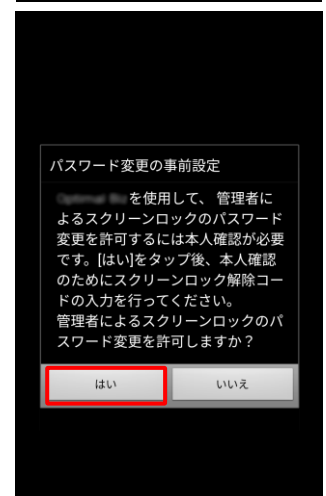 パスワード変更の事前設定
を使用して、管理者に
よるスクリーンロックのパスワード
変更を許可するには本人確認が必要
です。[はい]をタップ後、本人確認
のためにスクリーンロック解除コー
ドの入力を行ってください。
管理者によるスクリーンロックのパ
スワード変更を許可しますか？
はい
いいえ